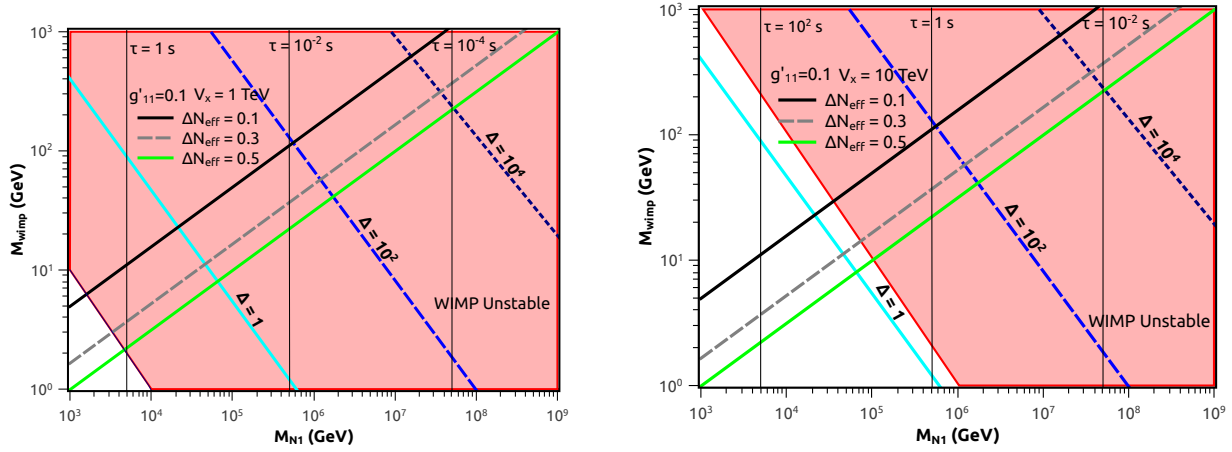 τ = 1 s
τ = 10⁻² s
τ = 10⁻⁴ s
g'₁₁=0.1 Vₓ = 1 TeV
ΔN_eff = 0.1
ΔN_eff = 0.3
ΔN_eff = 0.5
Δ = 1
Δ = 10²
Δ = 10⁴
WIMP Unstable
M_wimp (GeV)
10³
10²
10¹
10⁰
10³ 10⁴ 10⁵ 10⁶ 10⁷ 10⁸ 10⁹
M_N1 (GeV)
τ = 10² s
τ = 1 s
τ = 10⁻² s
g'₁₁=0.1 Vₓ = 10 TeV
ΔN_eff = 0.1
ΔN_eff = 0.3
ΔN_eff = 0.5
Δ = 1
Δ = 10²
Δ = 10⁴
WIMP Unstable
M_wimp (GeV)
10³
10²
10¹
10⁰
10³ 10⁴ 10⁵ 10⁶ 10⁷ 10⁸ 10⁹
M_N1 (GeV)